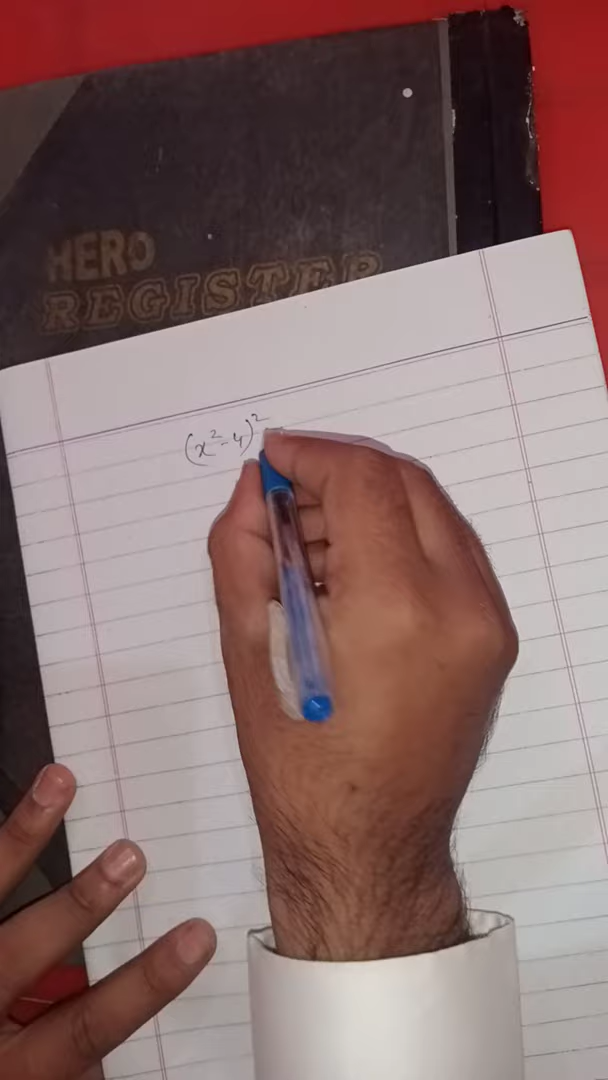 HERO
REGISTER
(x² - 4)²